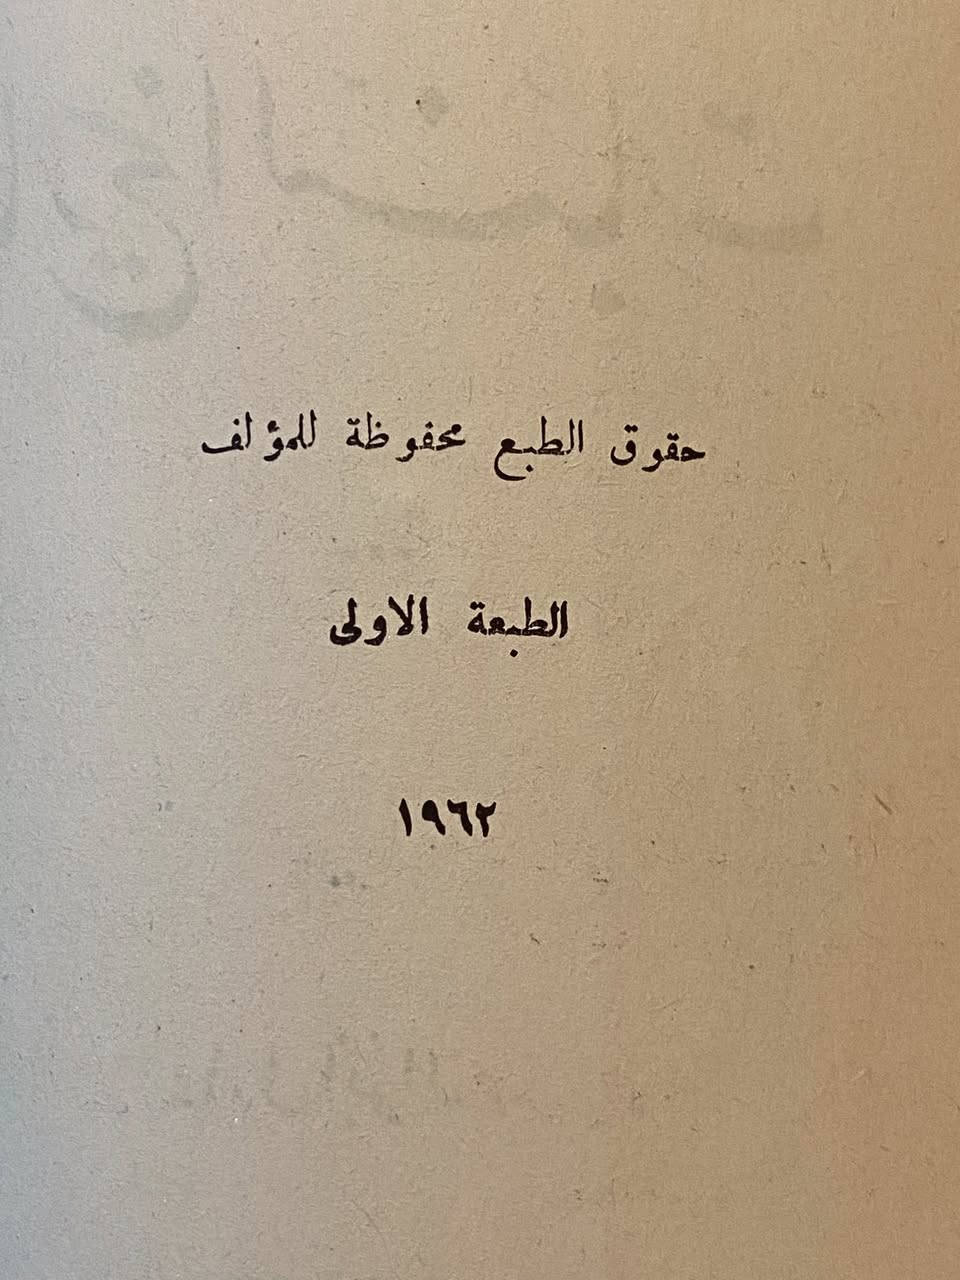 حقوق الطبع محفوظة للمؤلف
الطبعة الاولى
١٩٦٢